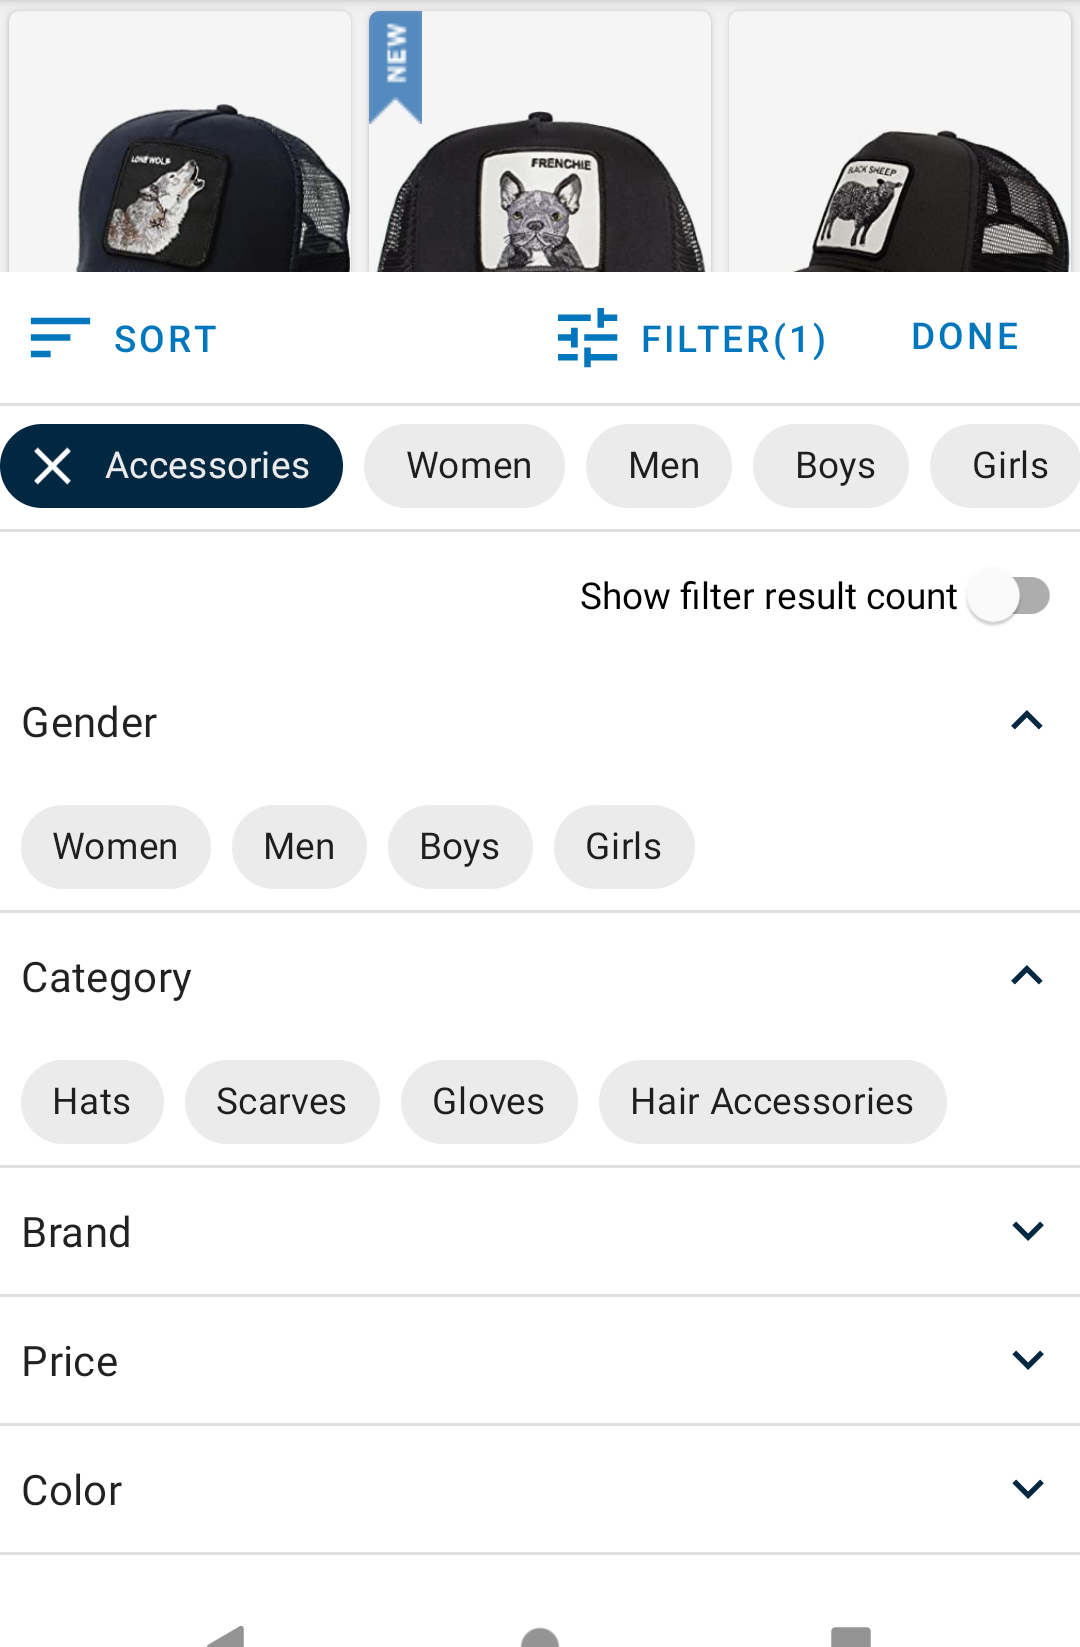 NEW
LONE WOLF
FRENCHIE
BLACK SHEEP
SORT
FILTER(1)
DONE
Accessories
Women
Men
Boys
Girls
Show filter result count
Gender
Women
Men
Boys
Girls
Category
Hats
Scarves
Gloves
Hair Accessories
Brand
Price
Color